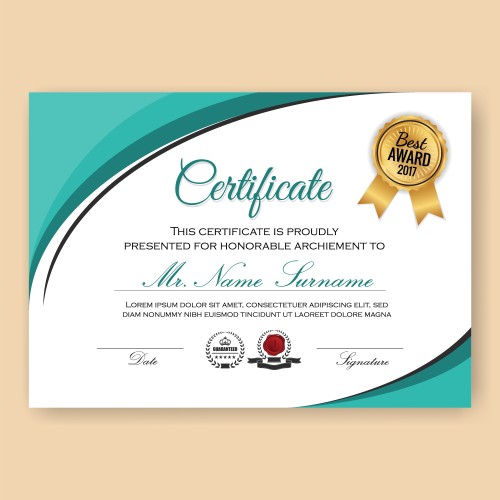 Best
AWARD
2017
Certificate
THIS CERTIFICATE IS PROUDLY
PRESENTED FOR HONORABLE ARCHIEMENT TO
Mr. Name Surname
LOREM IPSUM DOLOR SIT AMET, CONSECTETUER ADIPISCING ELIT, SED
DIAM NONUMMY NIBH EUISMOD TINCIDUNT UT LAOREET DOLORE MAGNA
GUARANTEED
Date
Signature